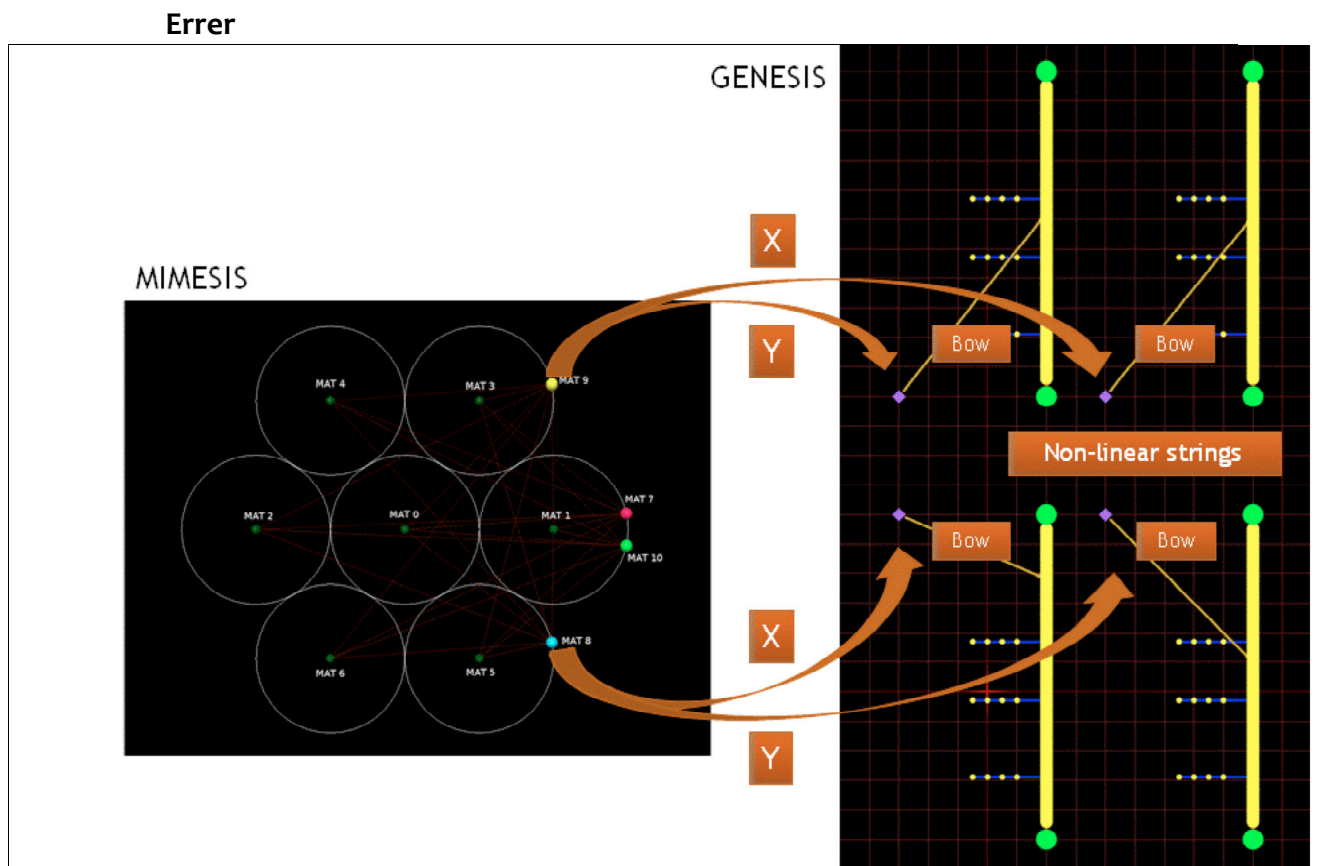 Errer
GENESIS
X
MIMESIS
Y
Bow
Bow
MAT 4
MAT 3
MAT 9
Non-linear strings
MAT 2
MAT 0
MAT 1
MAT 7
MAT 10
Bow
Bow
X
MAT 8
MAT 6
MAT 5
Y